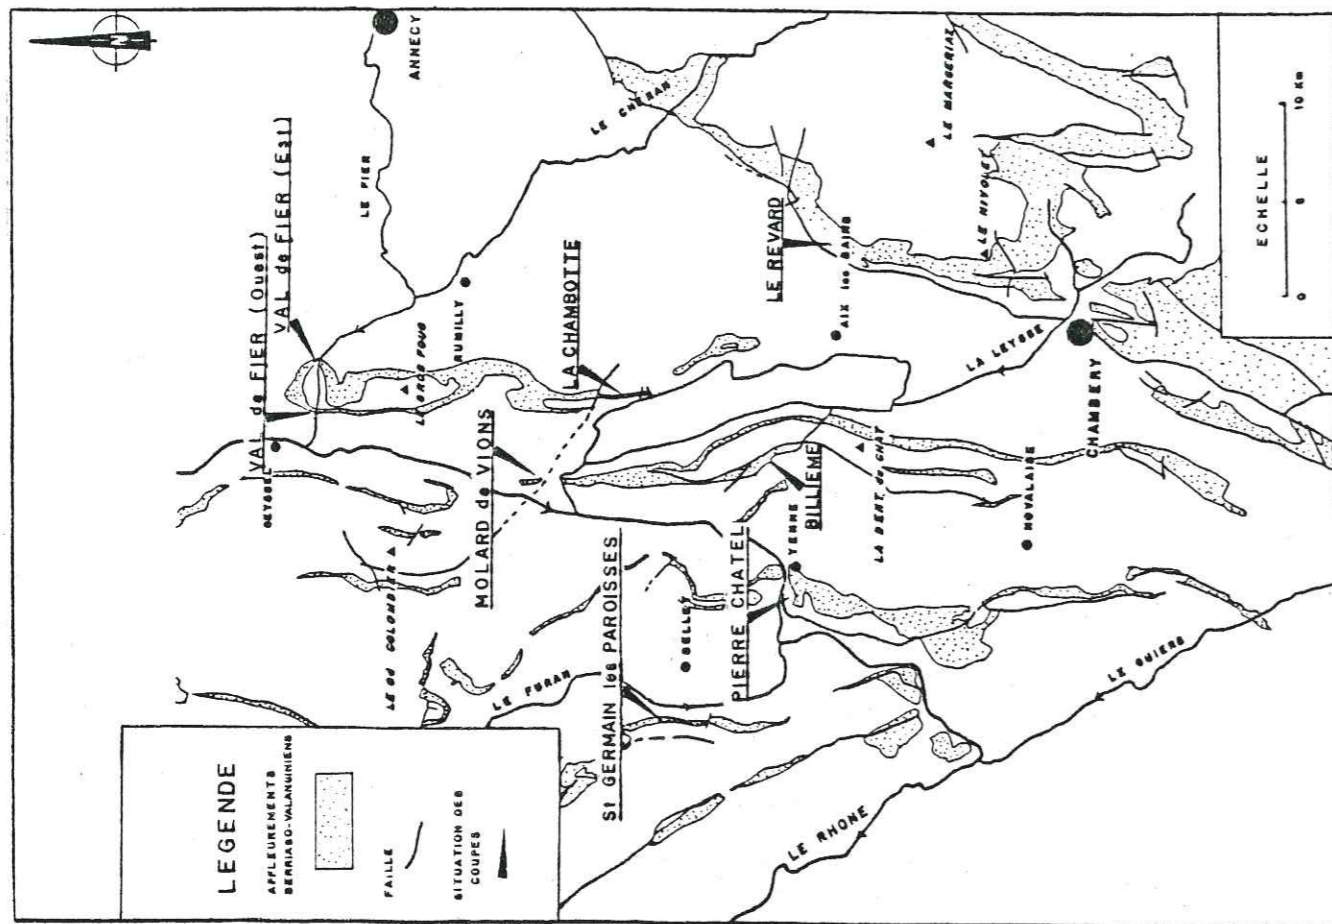 N
ANNECY
LE FIER
VAL de FIER (Ouest)
VAL de FIER (Est)
SEYSSEL
LE GROS FOUG
RUMILLY
LE CHERAN
LA CHAMBOTTE
MOLARD de VIONS
LE Gd COLOMBIER
LE FURAN
St GERMAIN les PAROISSES
BELLEY
PIERRE CHATEL
YENNE
BILLIEME
LA DENT du CHAT
LE REVARD
AIX les BAINS
LE MARGERIAZ
LE NIVOLET
LA LEYSSE
CHAMBERY
NOVALAISE
LE GUIERS
LE RHONE
LEGENDE
AFFLEUREMENTS
BERRIASO-VALANGINIENS
FAILLE
SITUATION DES
COUPES
ECHELLE
0 5 10 Km